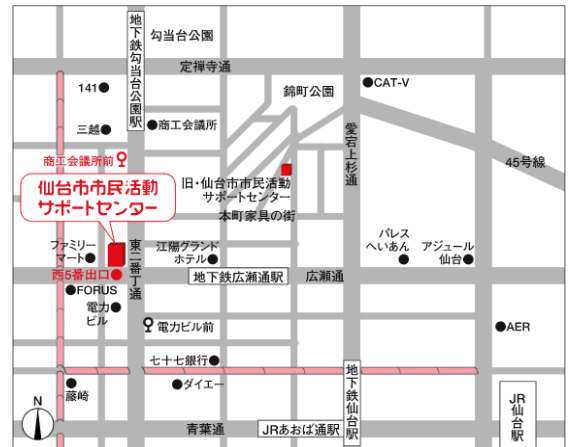 地下鉄勾当台公園駅
勾当台公園
定禅寺通
141
錦町公園
CAT-V
三越
商工会議所
愛宕上杉通
商工会議所前
45号線
仙台市市民活動
サポートセンター
旧・仙台市市民活動
サポートセンター
本町家具の街
ファミリー
マート
東二番丁通
江陽グランド
ホテル
パレス
へいあん
アジュール
仙台
西5番出口
地下鉄広瀬通駅
広瀬通
FORUS
電力
ビル
電力ビル前
AER
七十七銀行
地下鉄仙台駅
藤崎
ダイエー
N
青葉通
JRあおば通駅
JR仙台駅